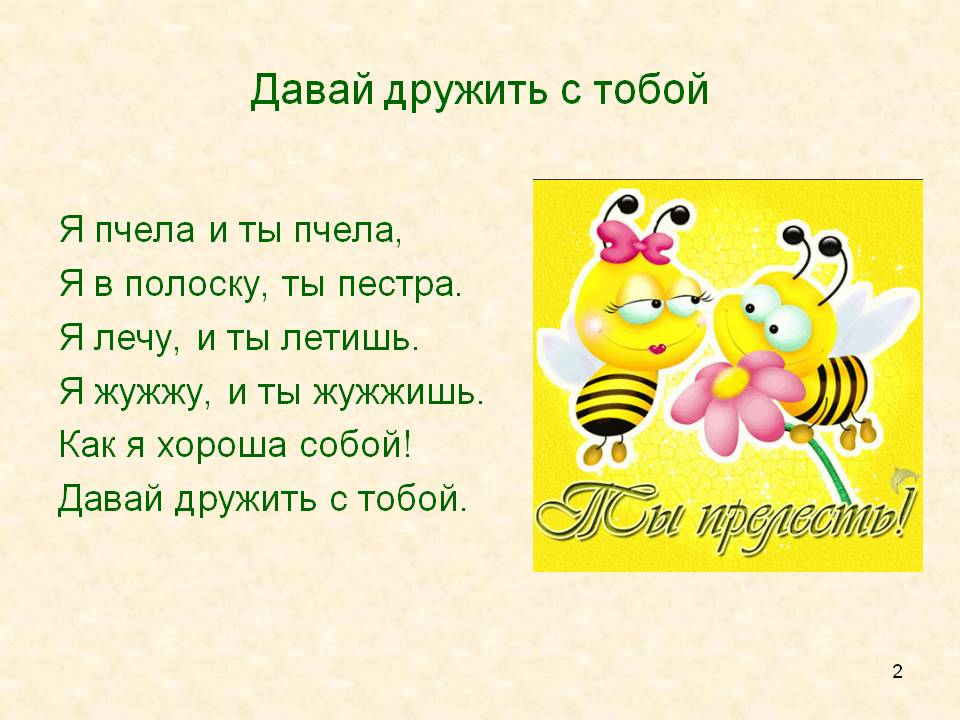 Давай дружить с тобой
Я пчела и ты пчела,
Я в полоску, ты пестра.
Я лечу, и ты летишь.
Я жужжу, и ты жужжишь.
Как я хороша собой!
Давай дружить с тобой.
Ты прелесть!
2